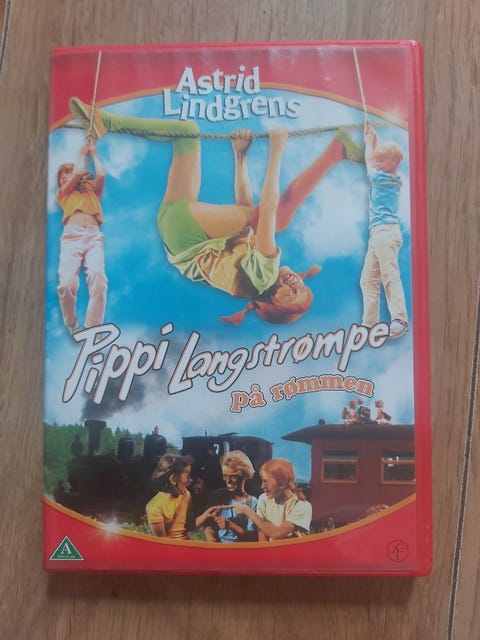 Astrid
Lindgrens
Pippi Langstrømpe
på rømmen
A